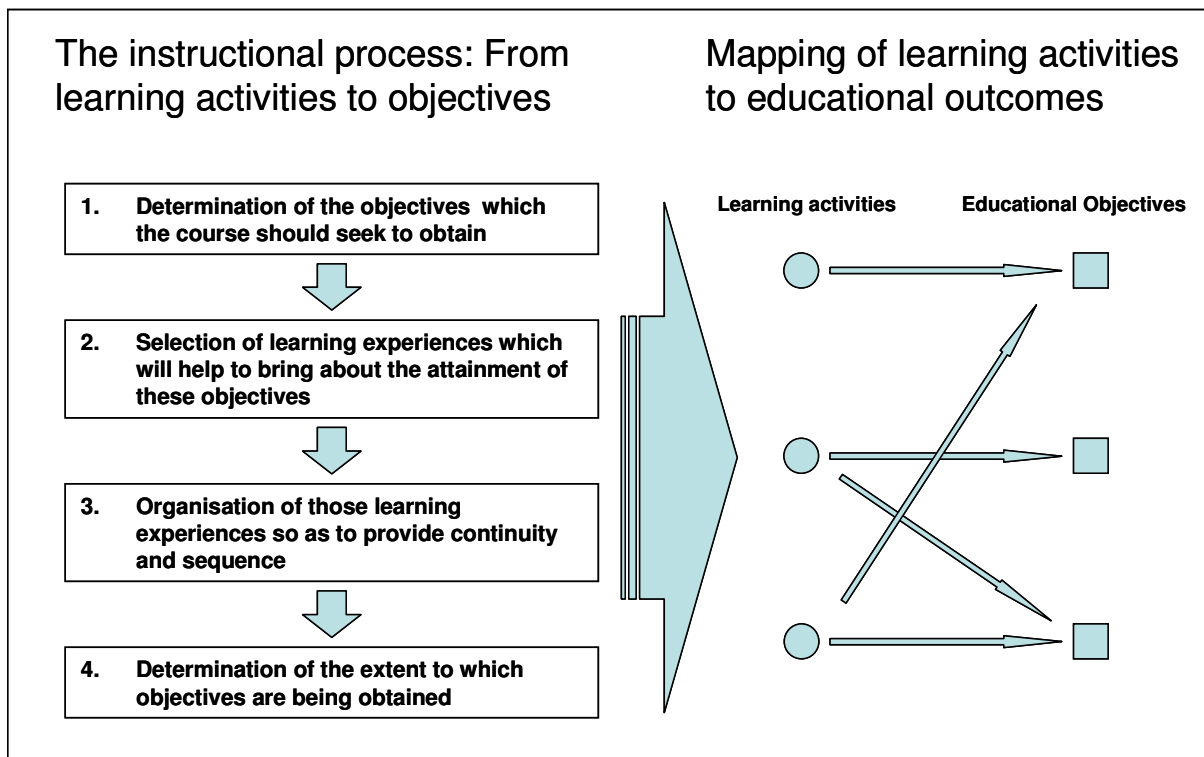 The instructional process: From
learning activities to objectives
1. Determination of the objectives which
the course should seek to obtain
2. Selection of learning experiences which
will help to bring about the attainment of
these objectives
3. Organisation of those learning
experiences so as to provide continuity
and sequence
4. Determination of the extent to which
objectives are being obtained
Mapping of learning activities
to educational outcomes
Learning activities
Educational Objectives